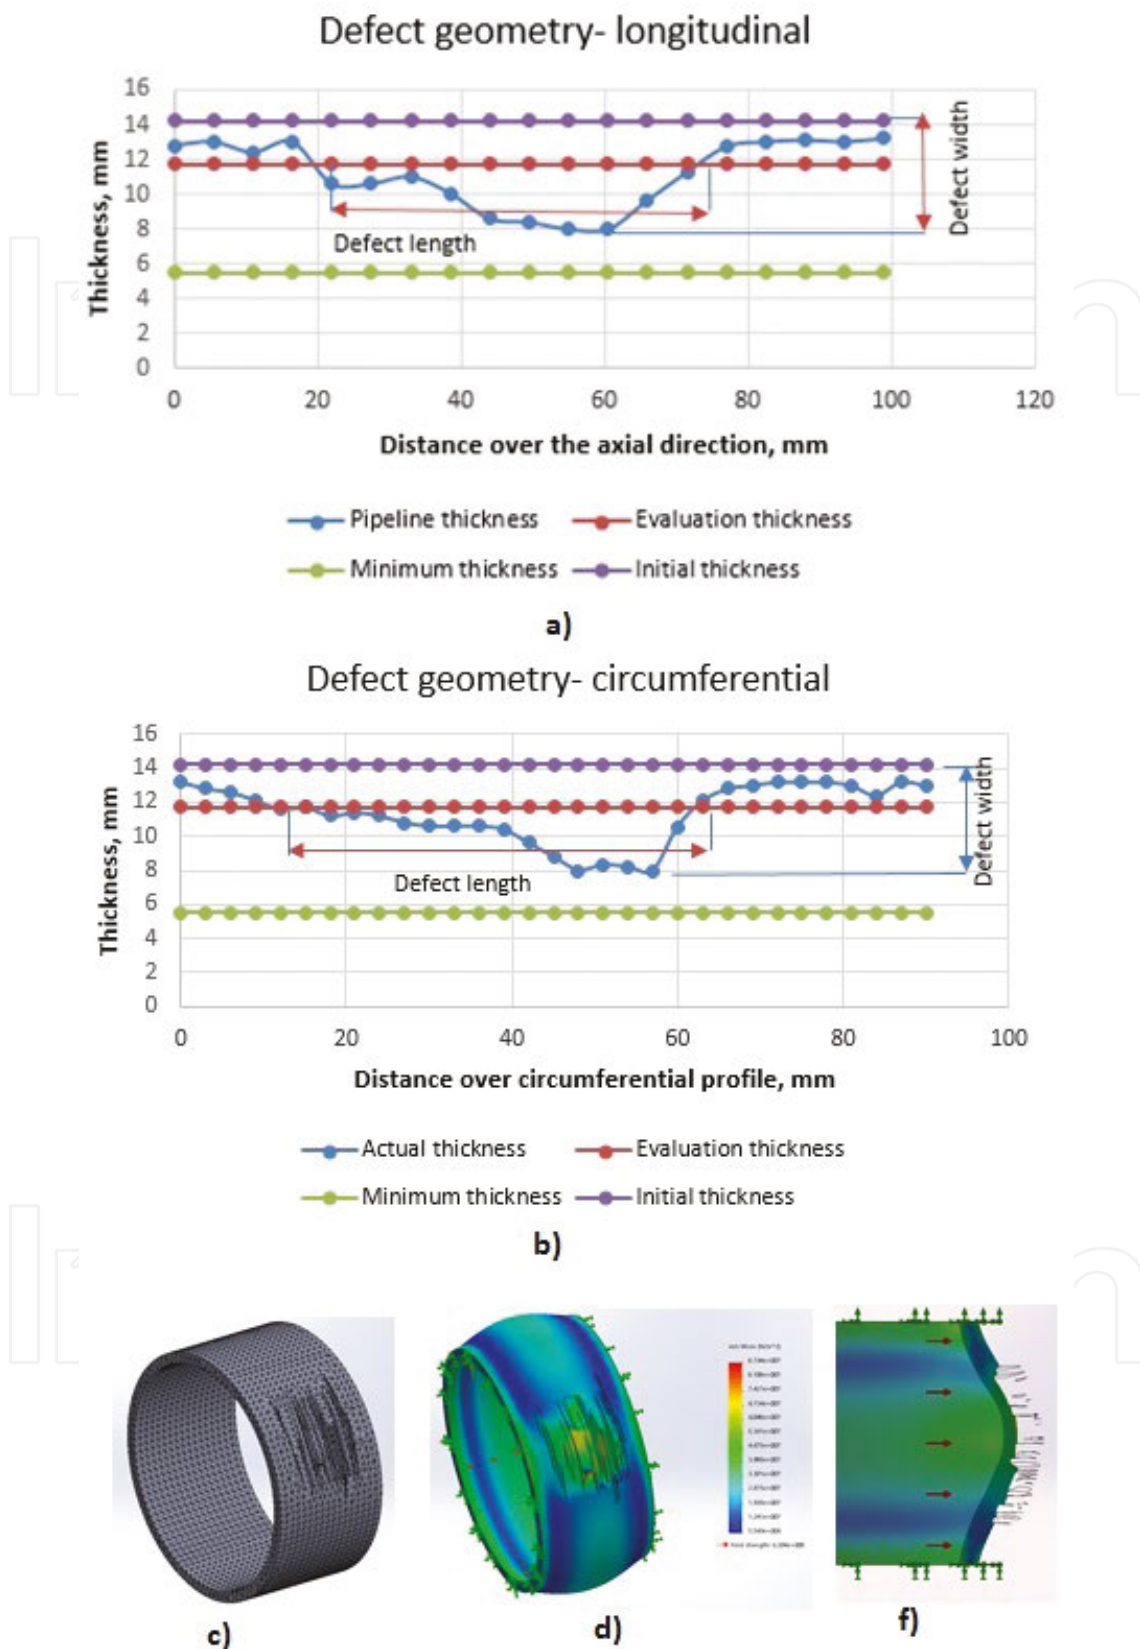 Defect geometry- longitudinal
16
14
12
10
8
6
4
2
0
Thickness, mm
Defect length
Defect width
0 20 40 60 80 100 120
Distance over the axial direction, mm
Pipeline thickness Evaluation thickness
Minimum thickness Initial thickness
a)
Defect geometry- circumferential
16
14
12
10
8
6
4
2
0
Thickness, mm
Defect length
Defect width
0 20 40 60 80 100
Distance over circumferential profile, mm
Actual thickness Evaluation thickness
Minimum thickness Initial thickness
b)
c) d) f)